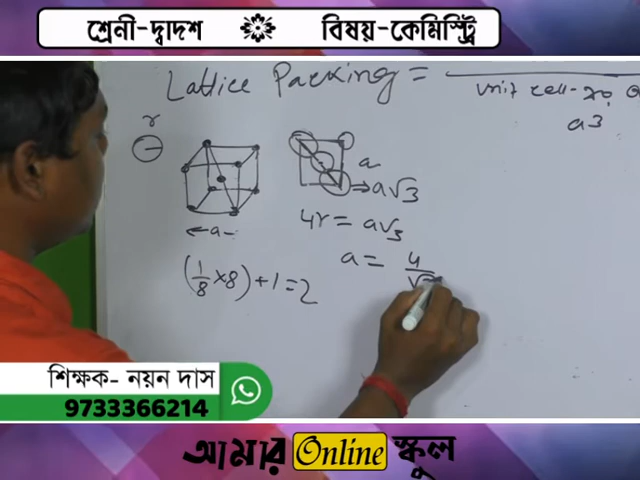 শ্রেনী-দ্বাদশ বিষয়-কেমিস্ট্রি
Lattice Packing =
unit cell-এর
a3
r
a
⇒a√3
4r = a√3
←a-
a = 4
(1/8 ×8) +1=2
শিক্ষক- নয়ন দাস
9733366214
আমার Online স্কুল